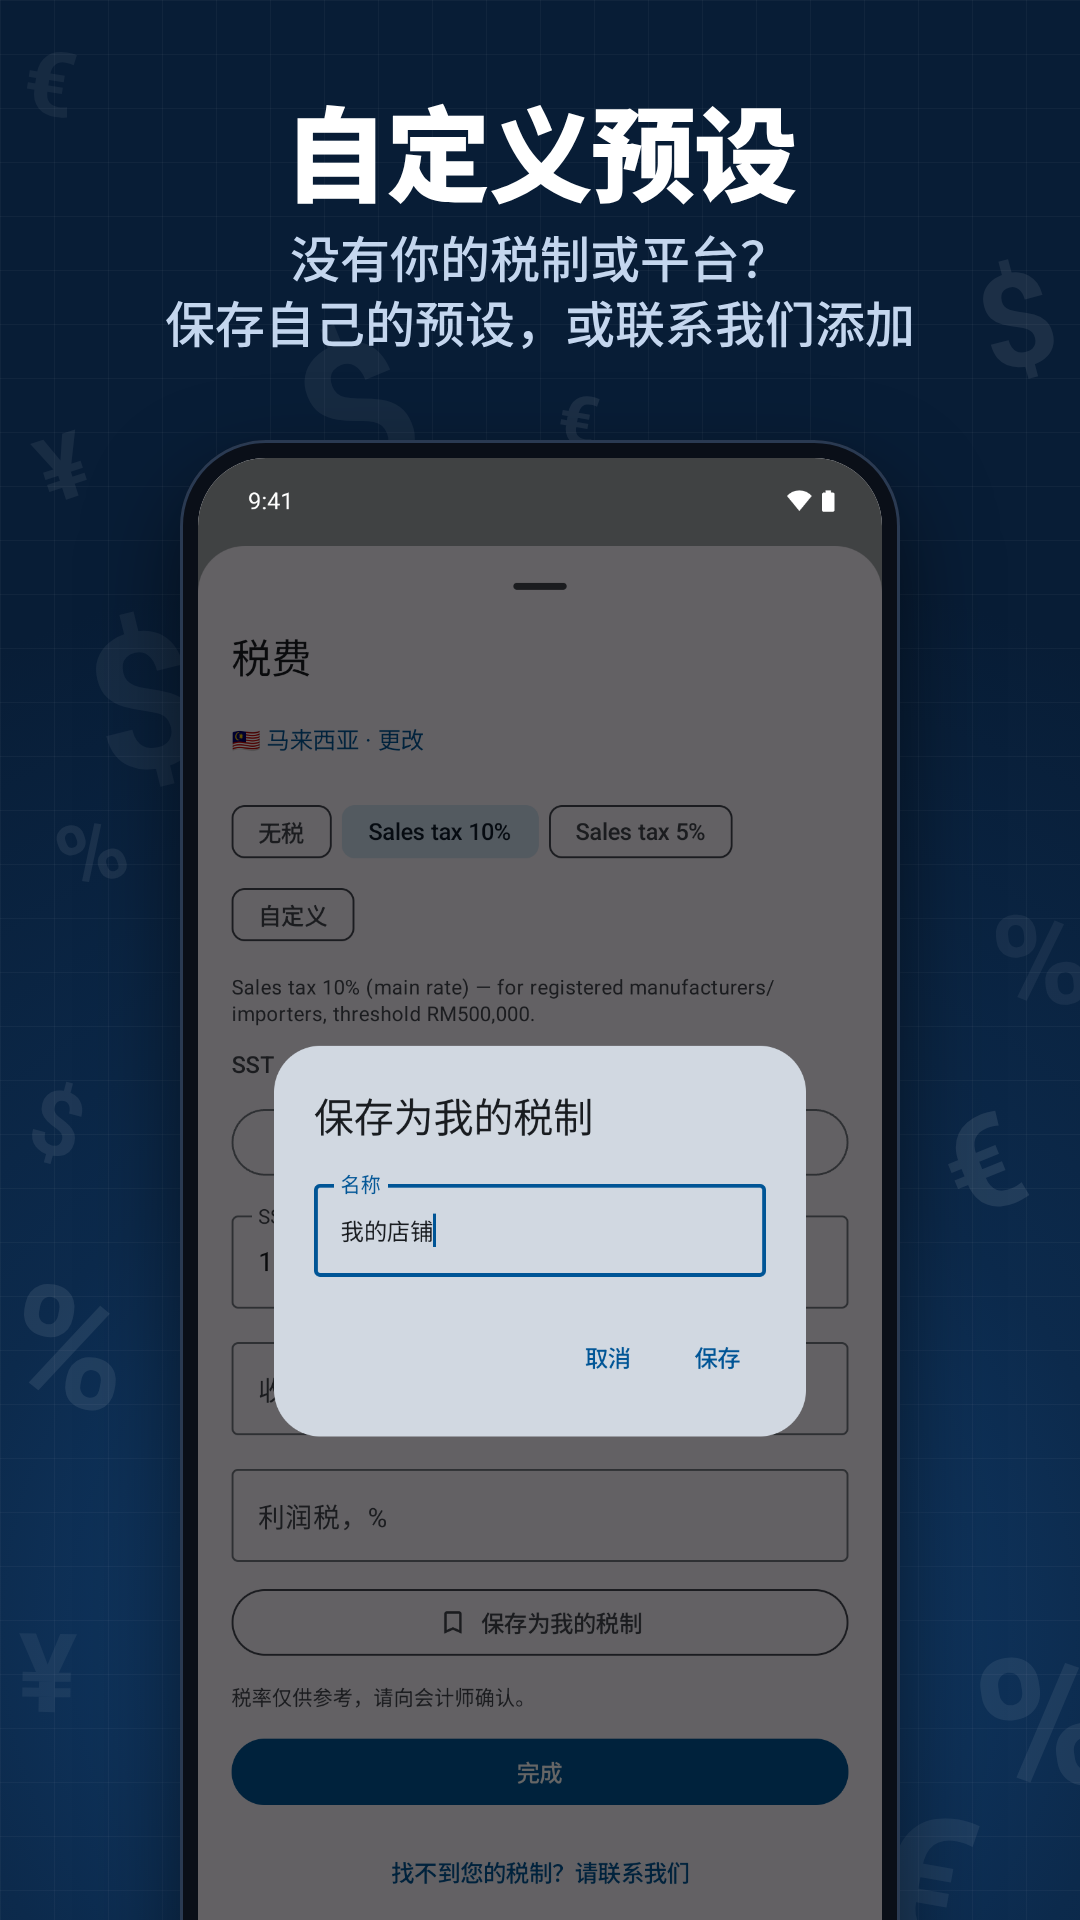 自定义预设
没有你的税制或平台？
保存自己的预设，或联系我们添加
9:41
税费
马来西亚 · 更改
无税
Sales tax 10%
Sales tax 5%
自定义
Sales tax 10% (main rate) — for registered manufacturers/
importers, threshold RM500,000.
SST
保存为我的税制
名称
我的店铺
取消
保存
1
利润税，%
保存为我的税制
税率仅供参考，请向会计师确认。
完成
找不到您的税制？请联系我们